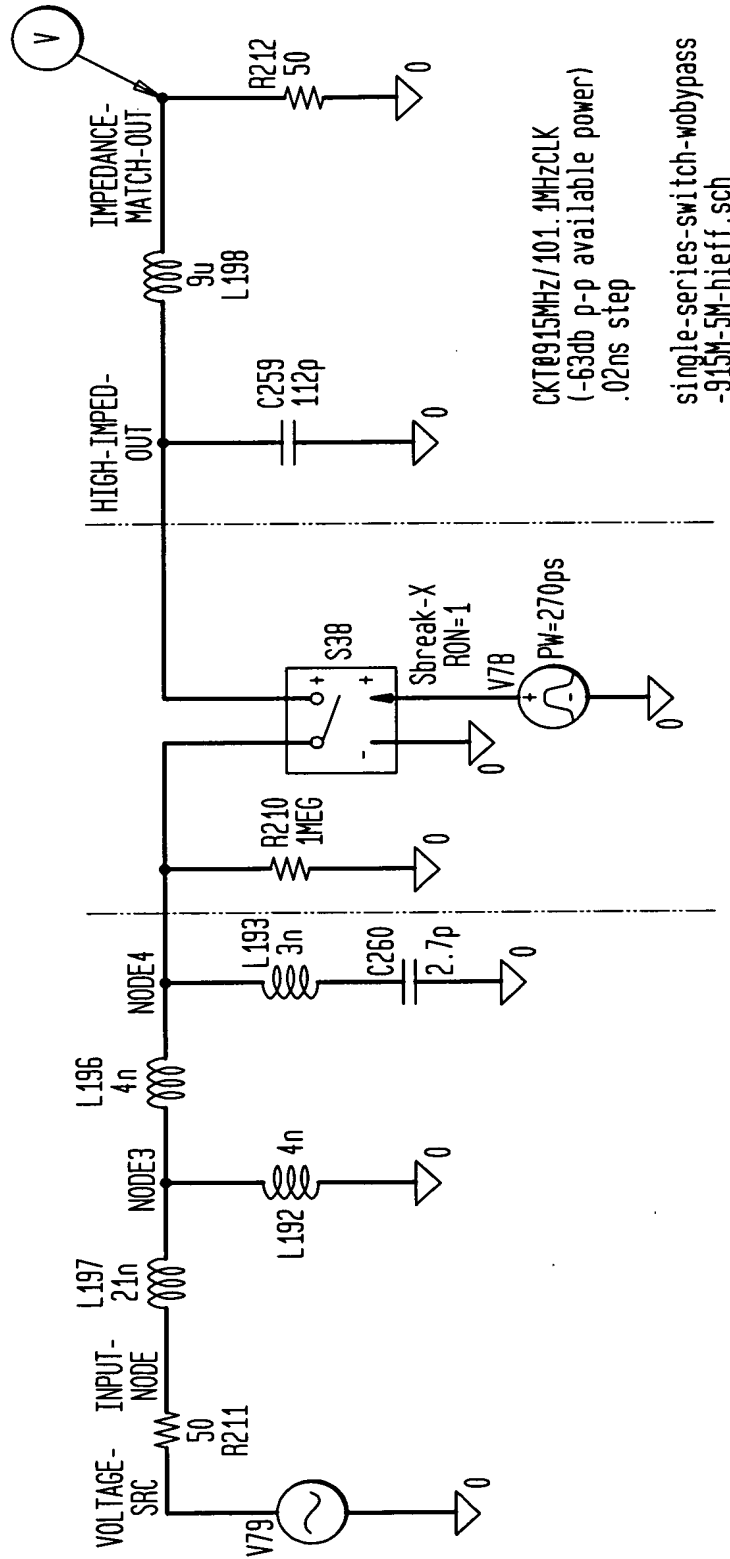 VOLTAGE-
SRC
V79
0
50
R211
INPUT-
NODE
L197
21n
NODE3
4n
L192
0
L196
4n
NODE4
L193
3n
C260
2.7p
0
R210
1MEG
0
S38
+
+
-
0
Sbreak-X
RON=1
V78
+
-
PW=270ps
0
HIGH-IMPED-
OUT
C259
112p
0
9u
L198
IMPEDANCE-
MATCH-OUT
V
R212
50
0
CKT@915MHz/101.1MHzCLK
(-63db p-p available power)
.02ns step
single-series-switch-wobypass
-915M-5M-hieff.sch